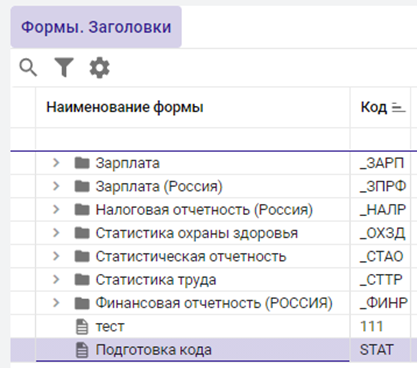 Формы. Заголовки
Наименование формы Код
Зарплата _ЗАРП
Зарплата (Россия) _ЗПРФ
Налоговая отчетность (Россия) _НАЛР
Статистика охраны здоровья _ОХЗД
Статистическая отчетность _СТАО
Статистика труда _СТТР
Финансовая отчетность (РОССИЯ) _ФИНР
тест 111
Подготовка кода STAT